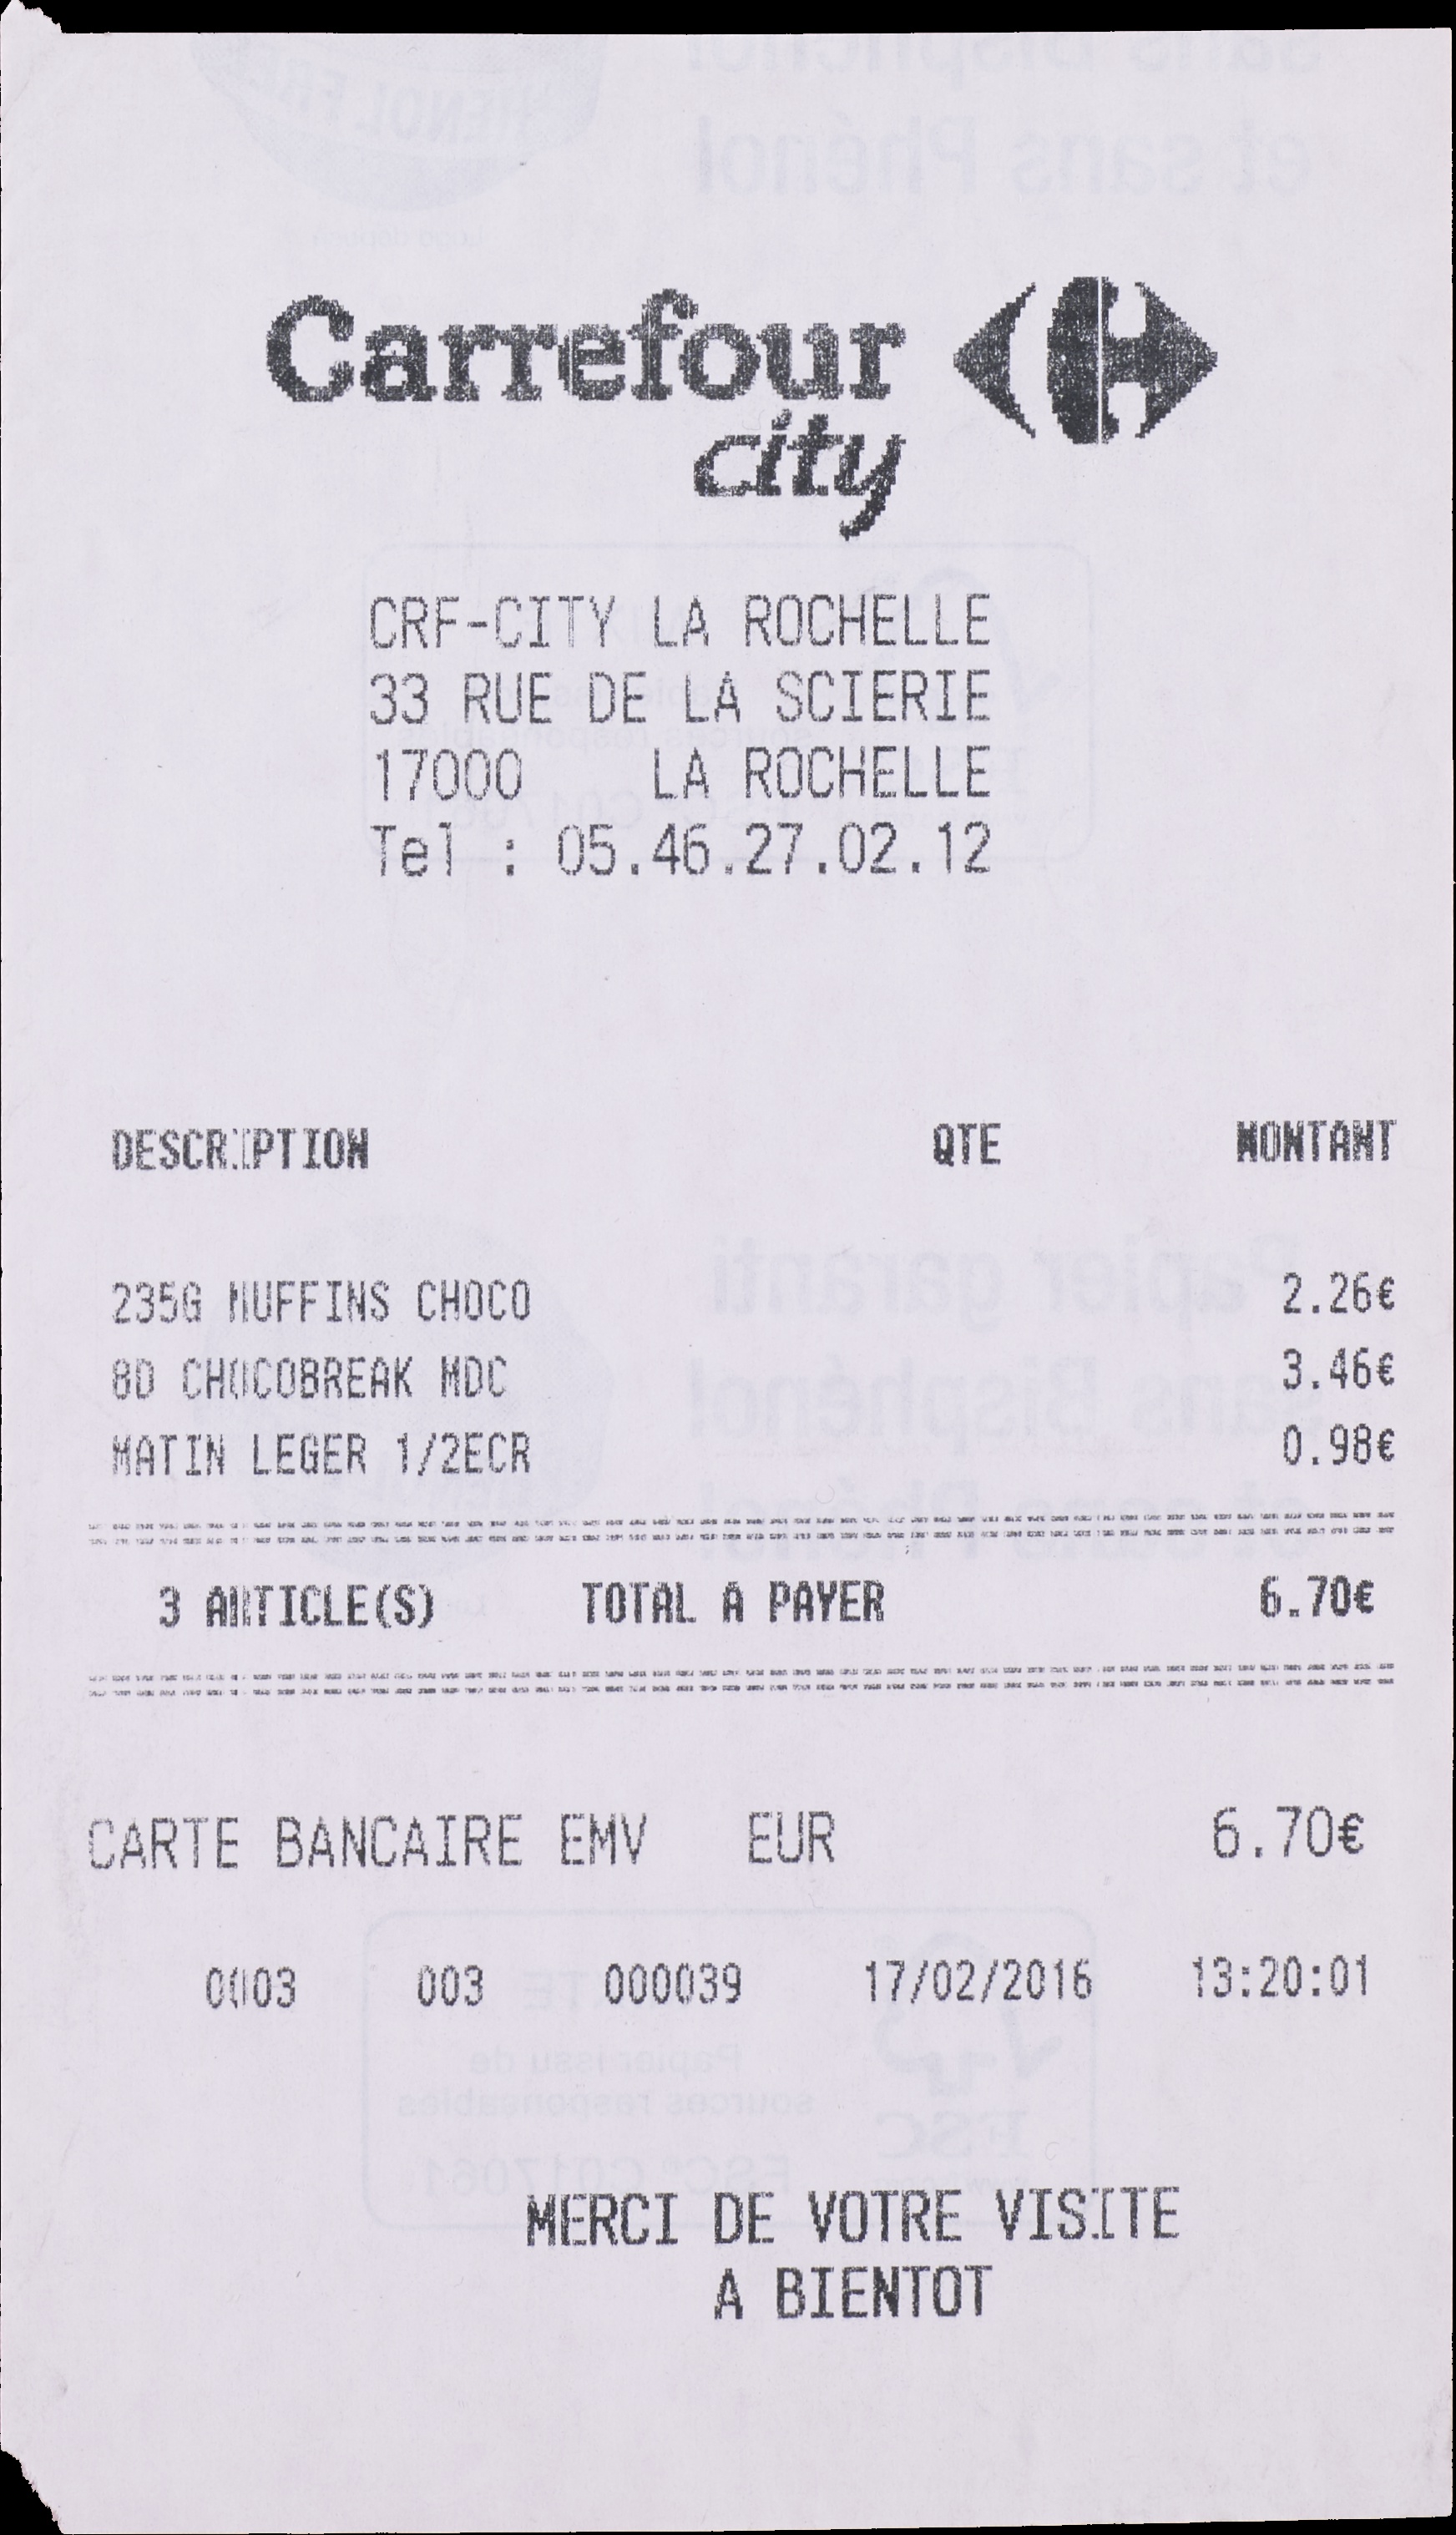 Carrefour
city
CRF-CITY LA ROCHELLE
33 RUE DE LA SCIERIE
17000 LA ROCHELLE
Tel : 05.46.27.02.12
DESCRIPTION QTE MONTANT
235G MUFFINS CHOCO 2.26€
8D CHOCOBREAK MDC 3.46€
MATIN LEGER 1/2ECR 0.98€
3 ARTICLE(S) TOTAL A PAYER 6.70€
CARTE BANCAIRE EMV EUR 6.70€
0003 003 000039 17/02/2016 13:20:01
MERCI DE VOTRE VISITE
A BIENTOT